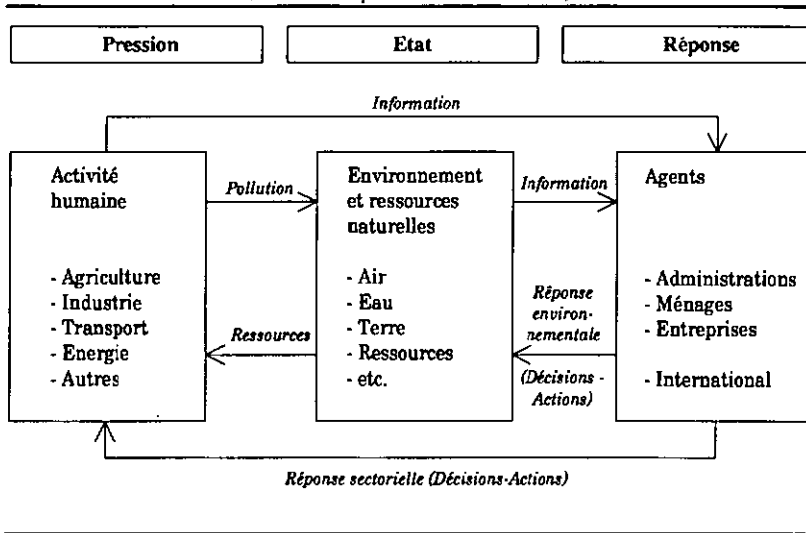 Pression
Etat
Réponse
Information
Activité
humaine
- Agriculture
- Industrie
- Transport
- Energie
- Autres
Pollution
Ressources
Environnement
et ressources
naturelles
- Air
- Eau
- Terre
- Ressources
- etc.
Information
Réponse
environ-
nementale
(Décisions -
Actions)
Agents
- Administrations
- Ménages
- Entreprises
- International
Réponse sectorielle (Décisions-Actions)